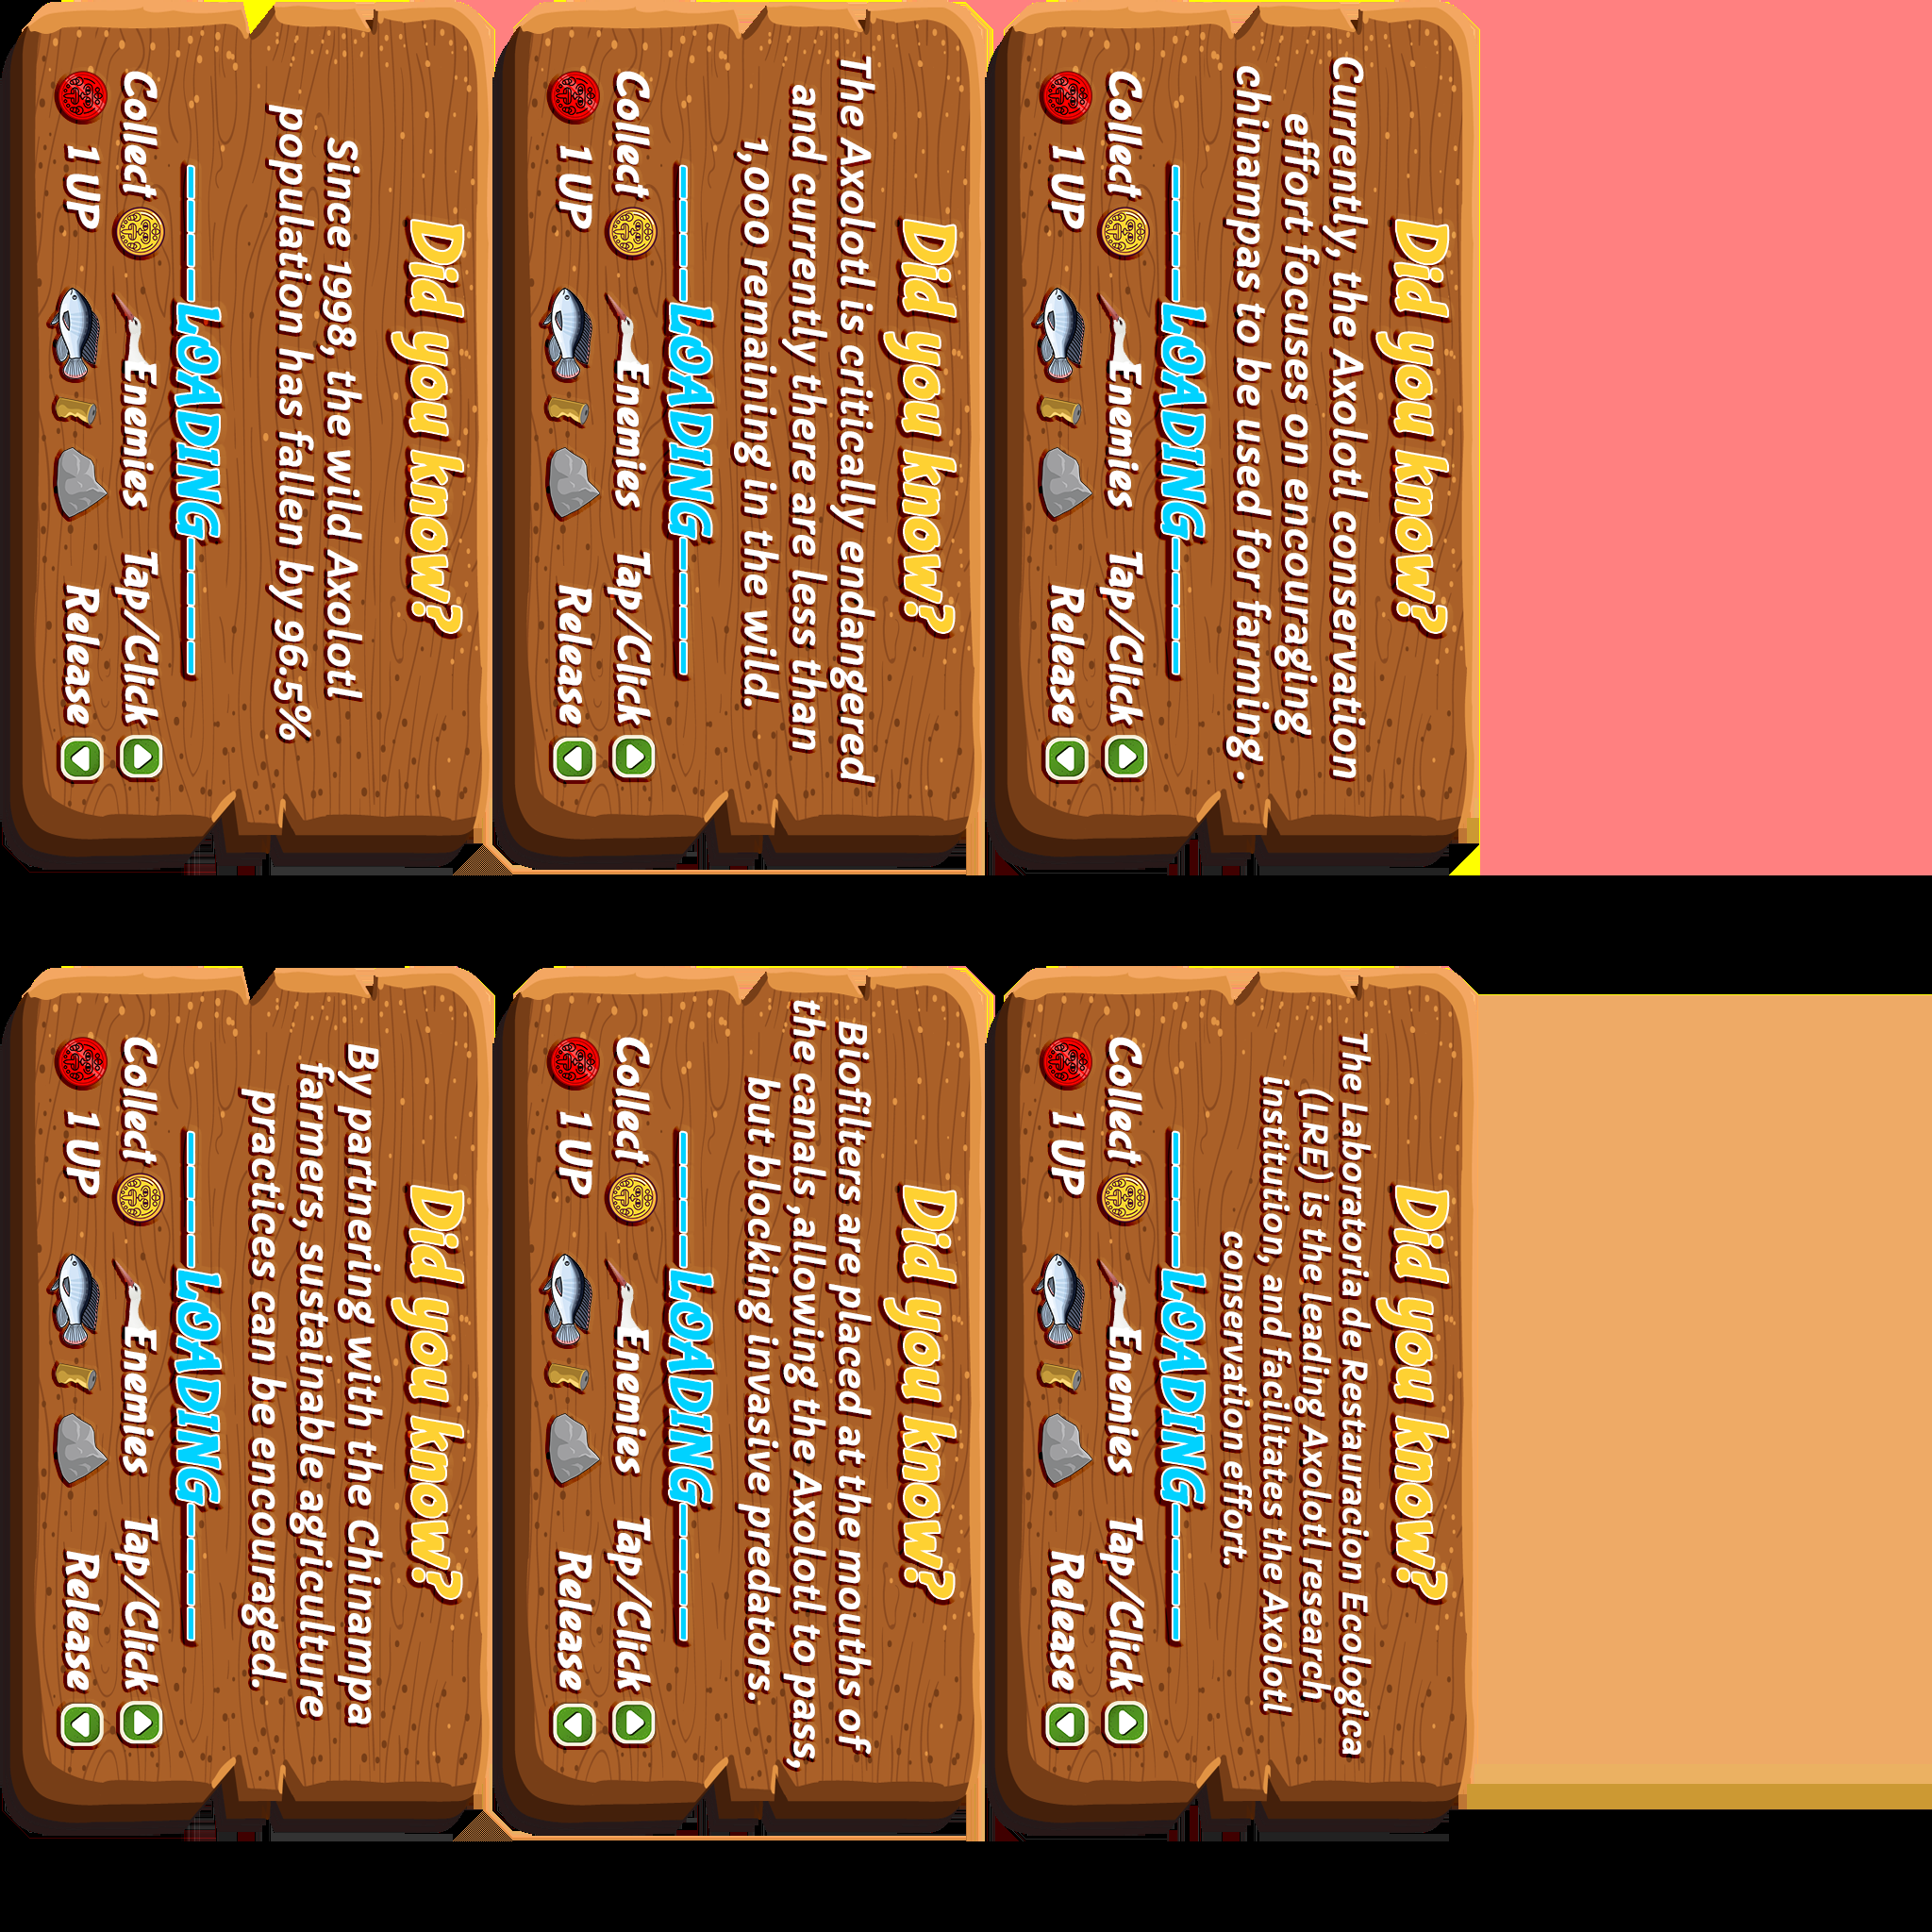 Did you know?
Since 1998, the wild Axolotl
population has fallen by 96.5%
LOADING
Collect Enemies Tap/Click
1 UP Release
Did you know?
The Axolotl is critically endangered
and currently there are less than
1,000 remaining in the wild.
LOADING
Collect Enemies Tap/Click
1 UP Release
Did you know?
Currently, the Axolotl conservation
effort focuses on encouraging
chinampas to be used for farming.
LOADING
Collect Enemies Tap/Click
1 UP Release
Did you know?
By partnering with the Chinampa
farmers, sustainable agriculture
practices can be encouraged.
LOADING
Collect Enemies Tap/Click
1 UP Release
Did you know?
Biofilters are placed at the mouths of
the canals ,allowing the Axolotl to pass,
but blocking invasive predators.
LOADING
Collect Enemies Tap/Click
1 UP Release
Did you know?
The Laboratoria de Restauracion Ecologica
(LRE) is the leading Axolotl research
institution, and facilitates the Axolotl
conservation effort.
LOADING
Collect Enemies Tap/Click
1 UP Release